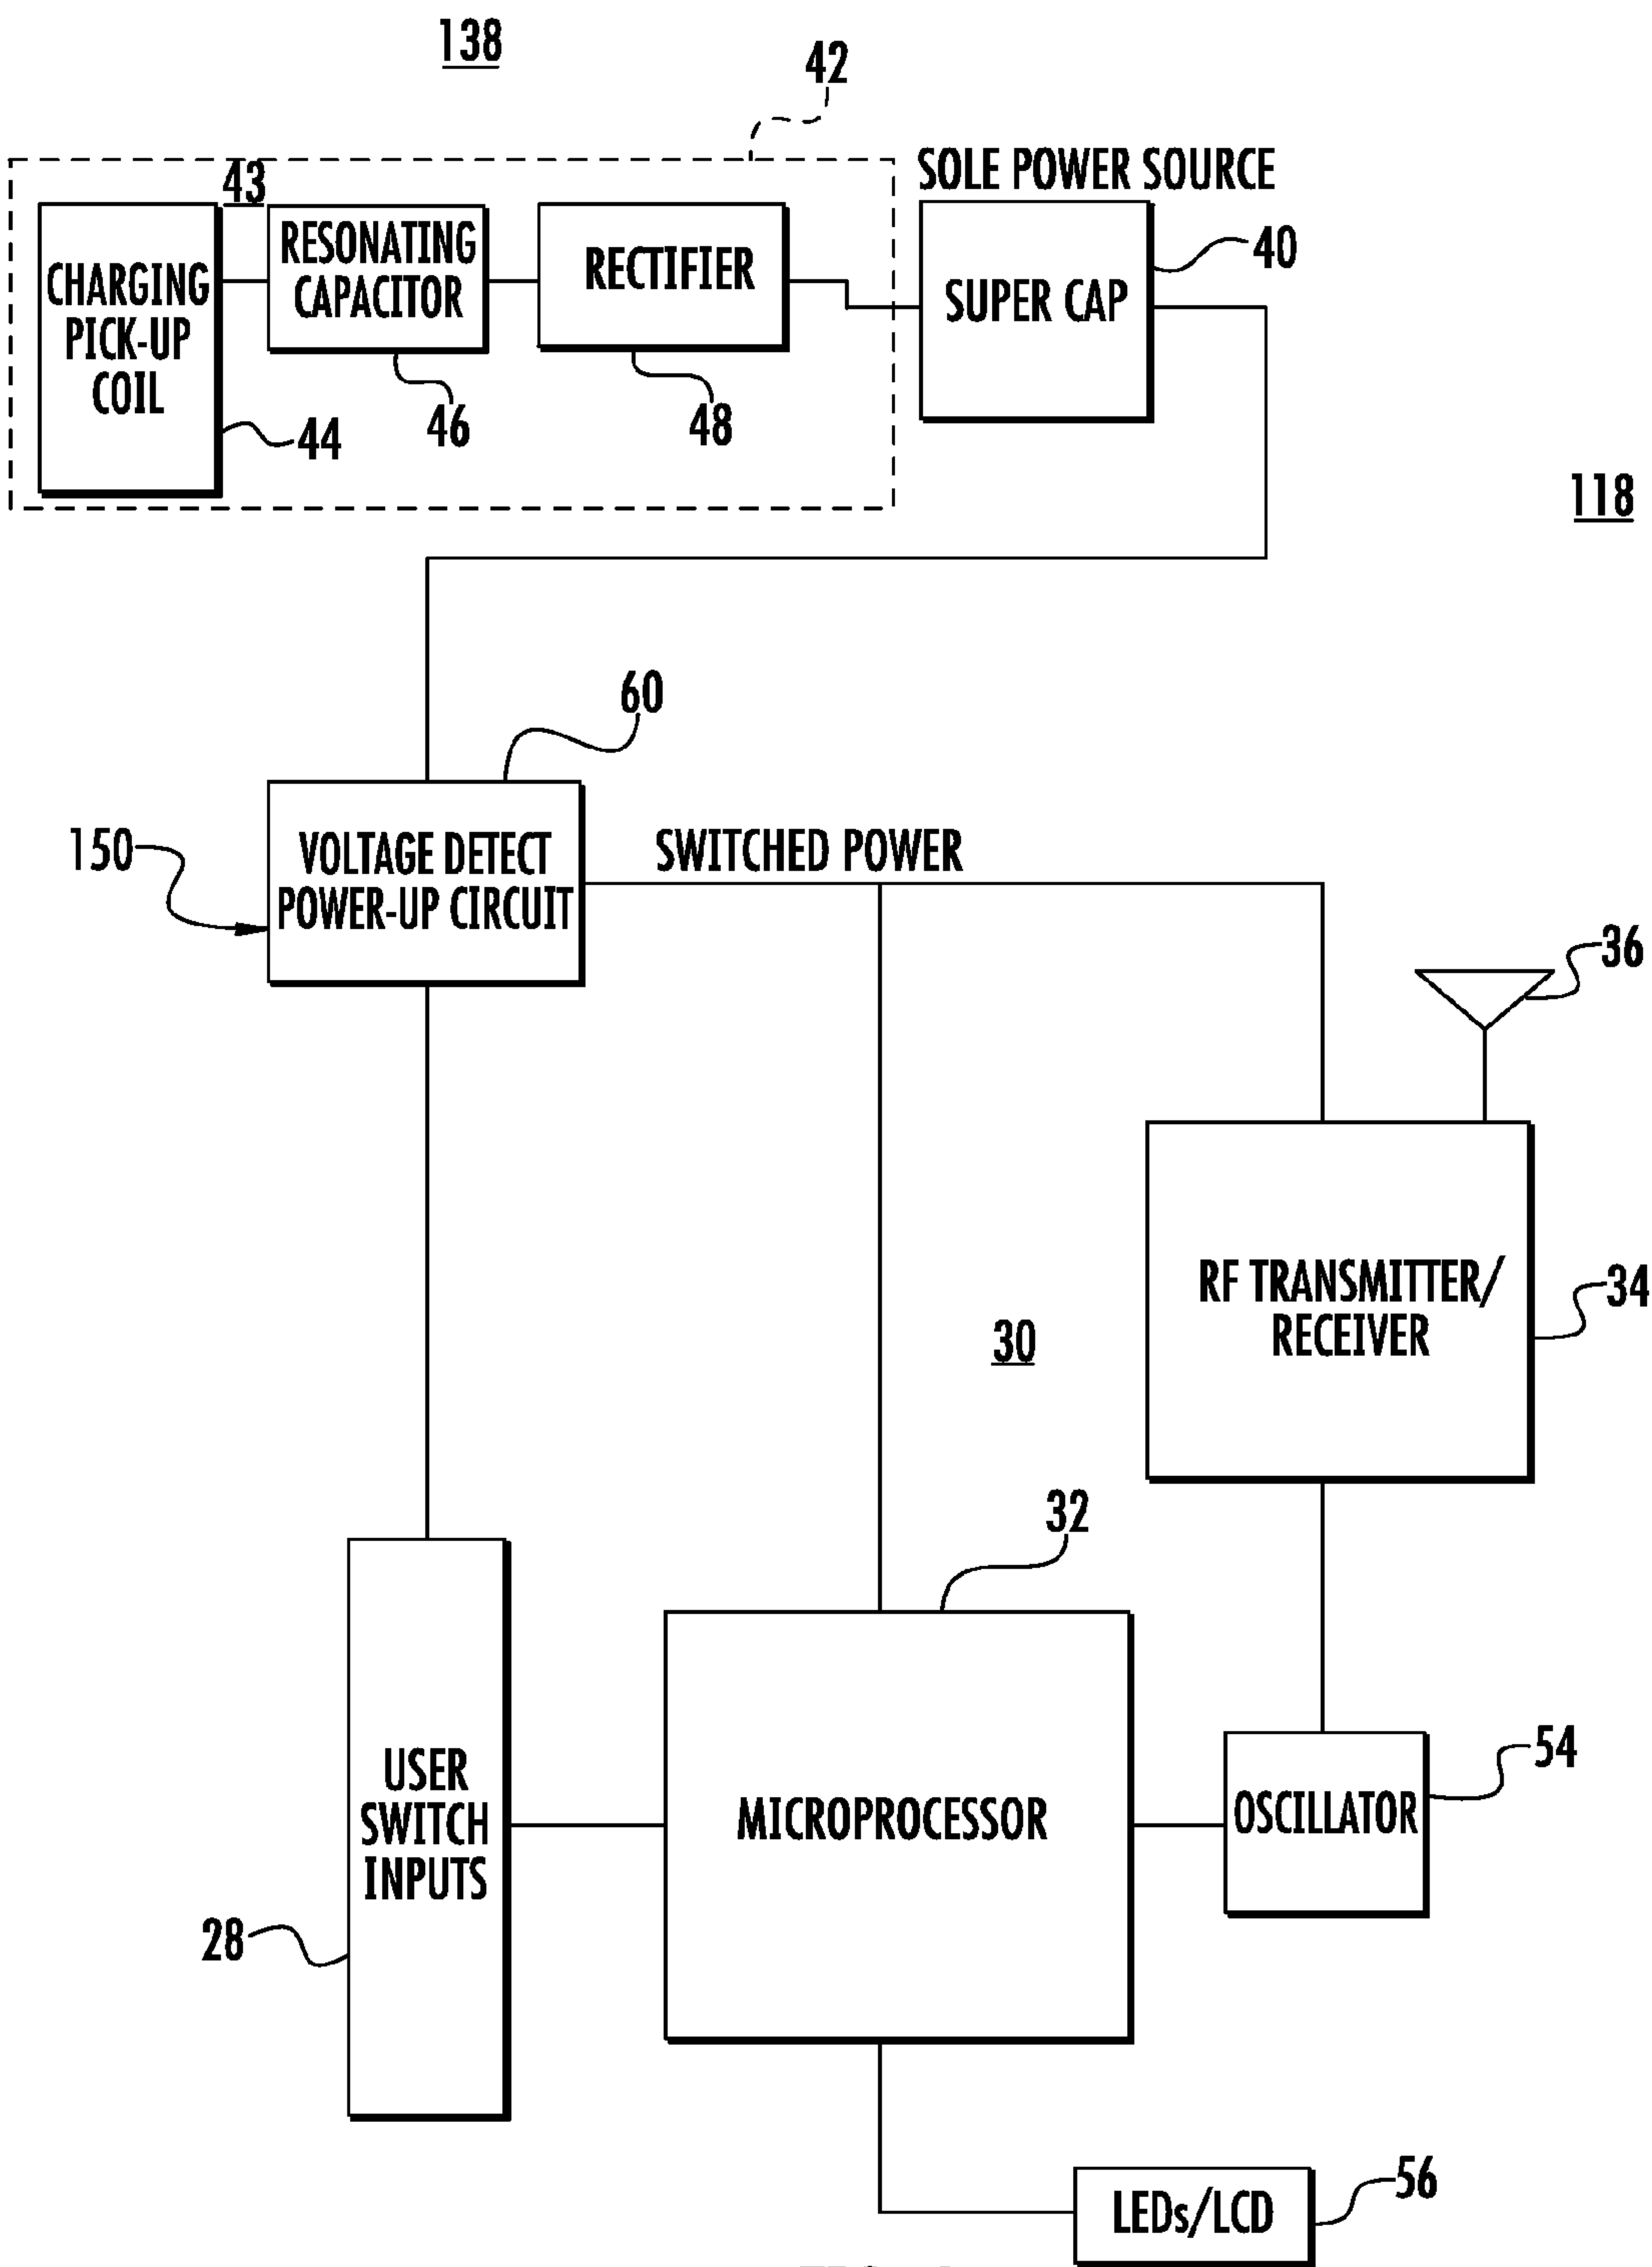 138
42
43
SOLE POWER SOURCE
CHARGING
PICK-UP
COIL
RESONATING
CAPACITOR
RECTIFIER
SUPER CAP
40
44
46
48
118
60
150
VOLTAGE DETECT
POWER-UP CIRCUIT
SWITCHED POWER
36
RF TRANSMITTER/
RECEIVER
34
30
32
USER
SWITCH
INPUTS
MICROPROCESSOR
OSCILLATOR
54
28
LEDs/LCD
56